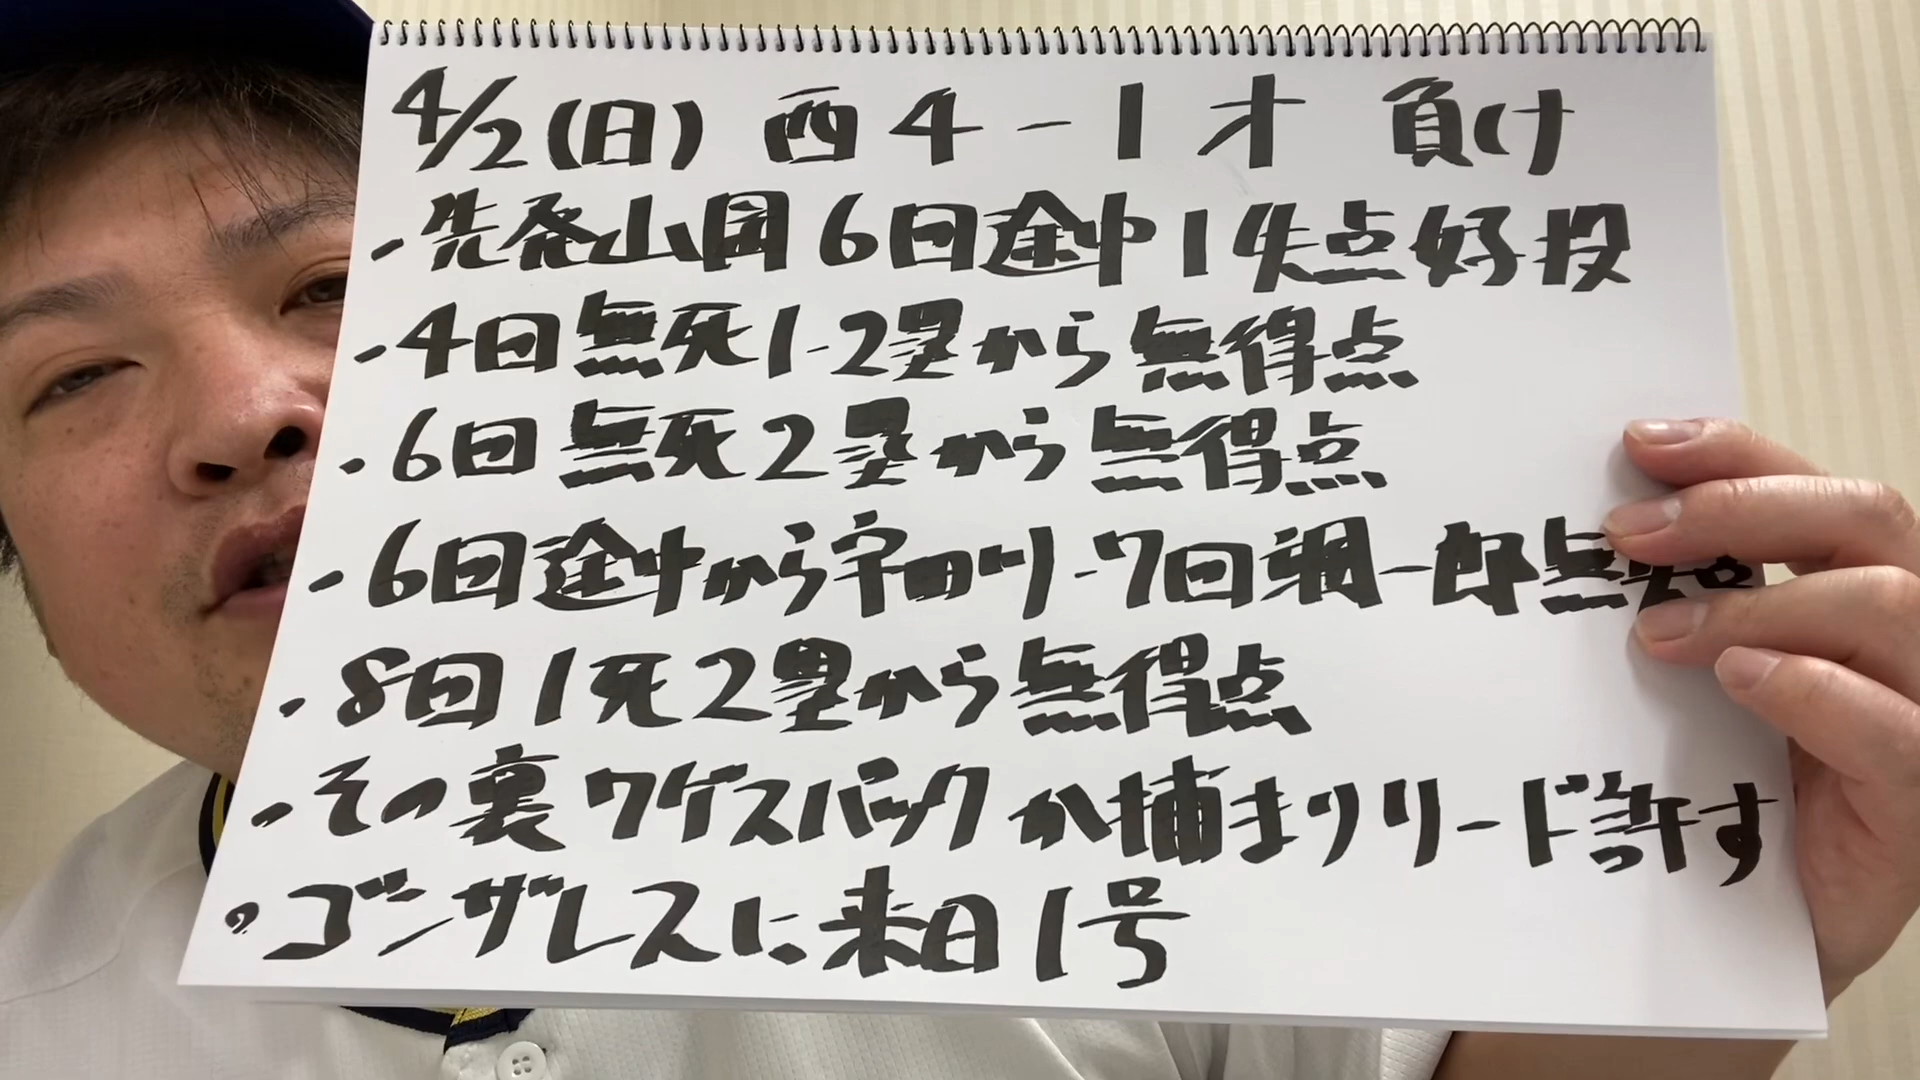 4/2(日) 西4-1オ 負け
-先発山岡6回途中1失点好投
-4回無死1-2塁から無得点
-6回無死2塁から無得点
-6回途中から宇田川-7回颯一郎無失点
-8回1死2塁から無得点
-その裏ワゲスパックが捕まりリード許す
ゴンザレスに来日1号